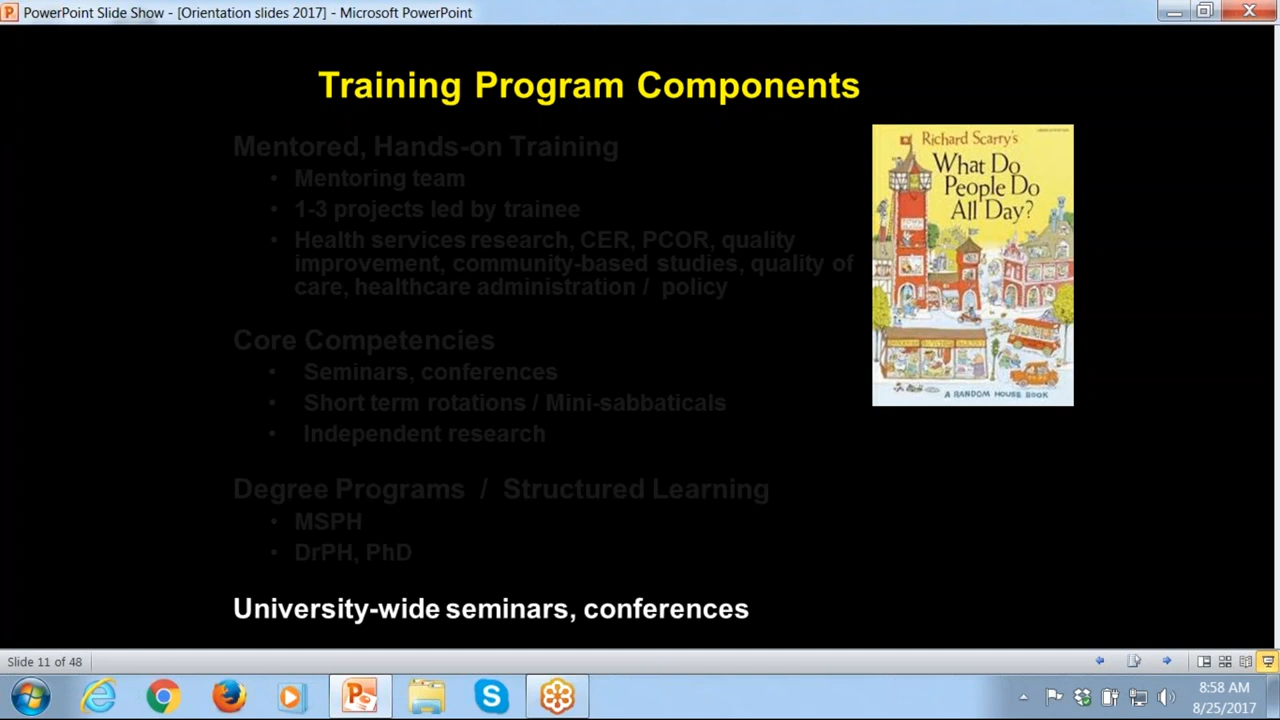 PowerPoint Slide Show - [Orientation slides 2017] - Microsoft PowerPoint
Training Program Components
Mentored, Hands-on Training
• Mentoring team
• 1-3 projects led by trainee
• Health services research, CER, PCOR, quality
improvement, community-based studies, quality of
care, healthcare administration / policy
Core Competencies
• Seminars, conferences
Short term rotations / Mini-sabbaticals
• Independent research
Degree Programs / Structured Learning
• MSPH
• DrPH, PhD
University-wide seminars, conferences
Richard Scarry's
What Do
People Do
All Day?
A RANDOM HOUSE BOOK
Slide 11 of 48
8:58 AM
8/25/2017